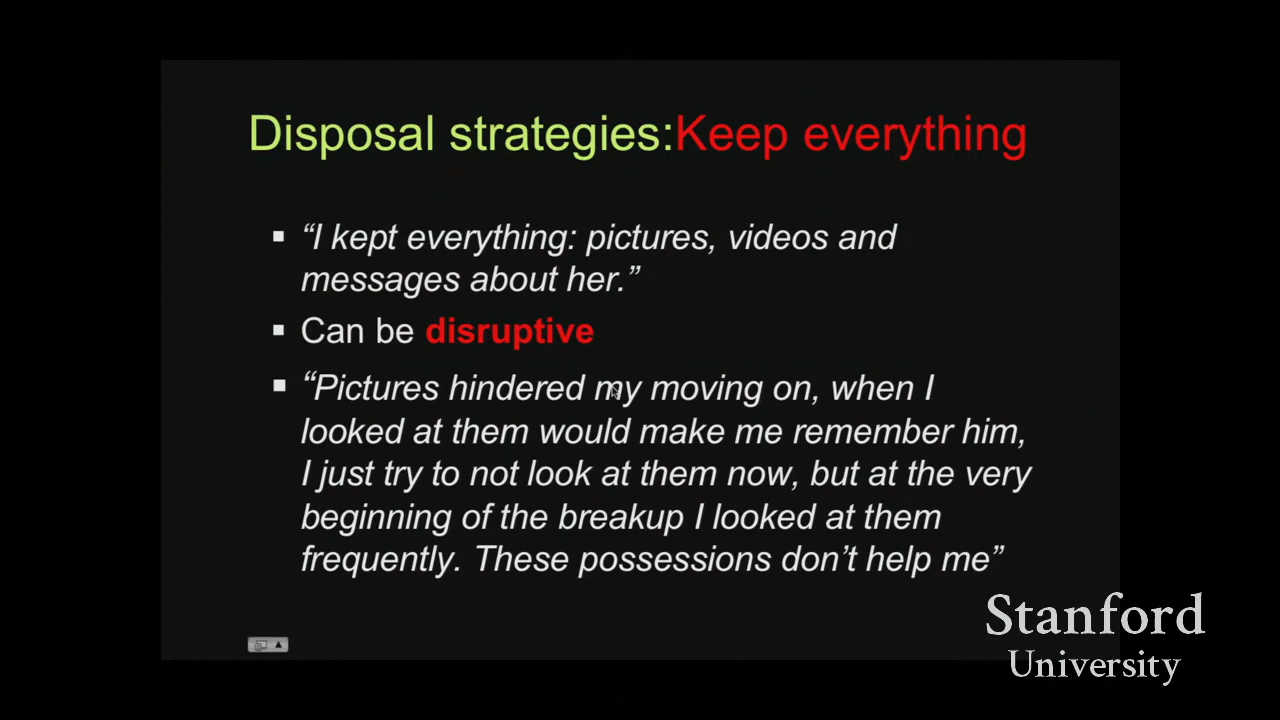 Disposal strategies:Keep everything
▪ “I kept everything: pictures, videos and
messages about her.”
▪ Can be disruptive
▪ “Pictures hindered my moving on, when I
looked at them would make me remember him,
I just try to not look at them now, but at the very
beginning of the breakup I looked at them
frequently. These possessions don’t help me”
Stanford
University